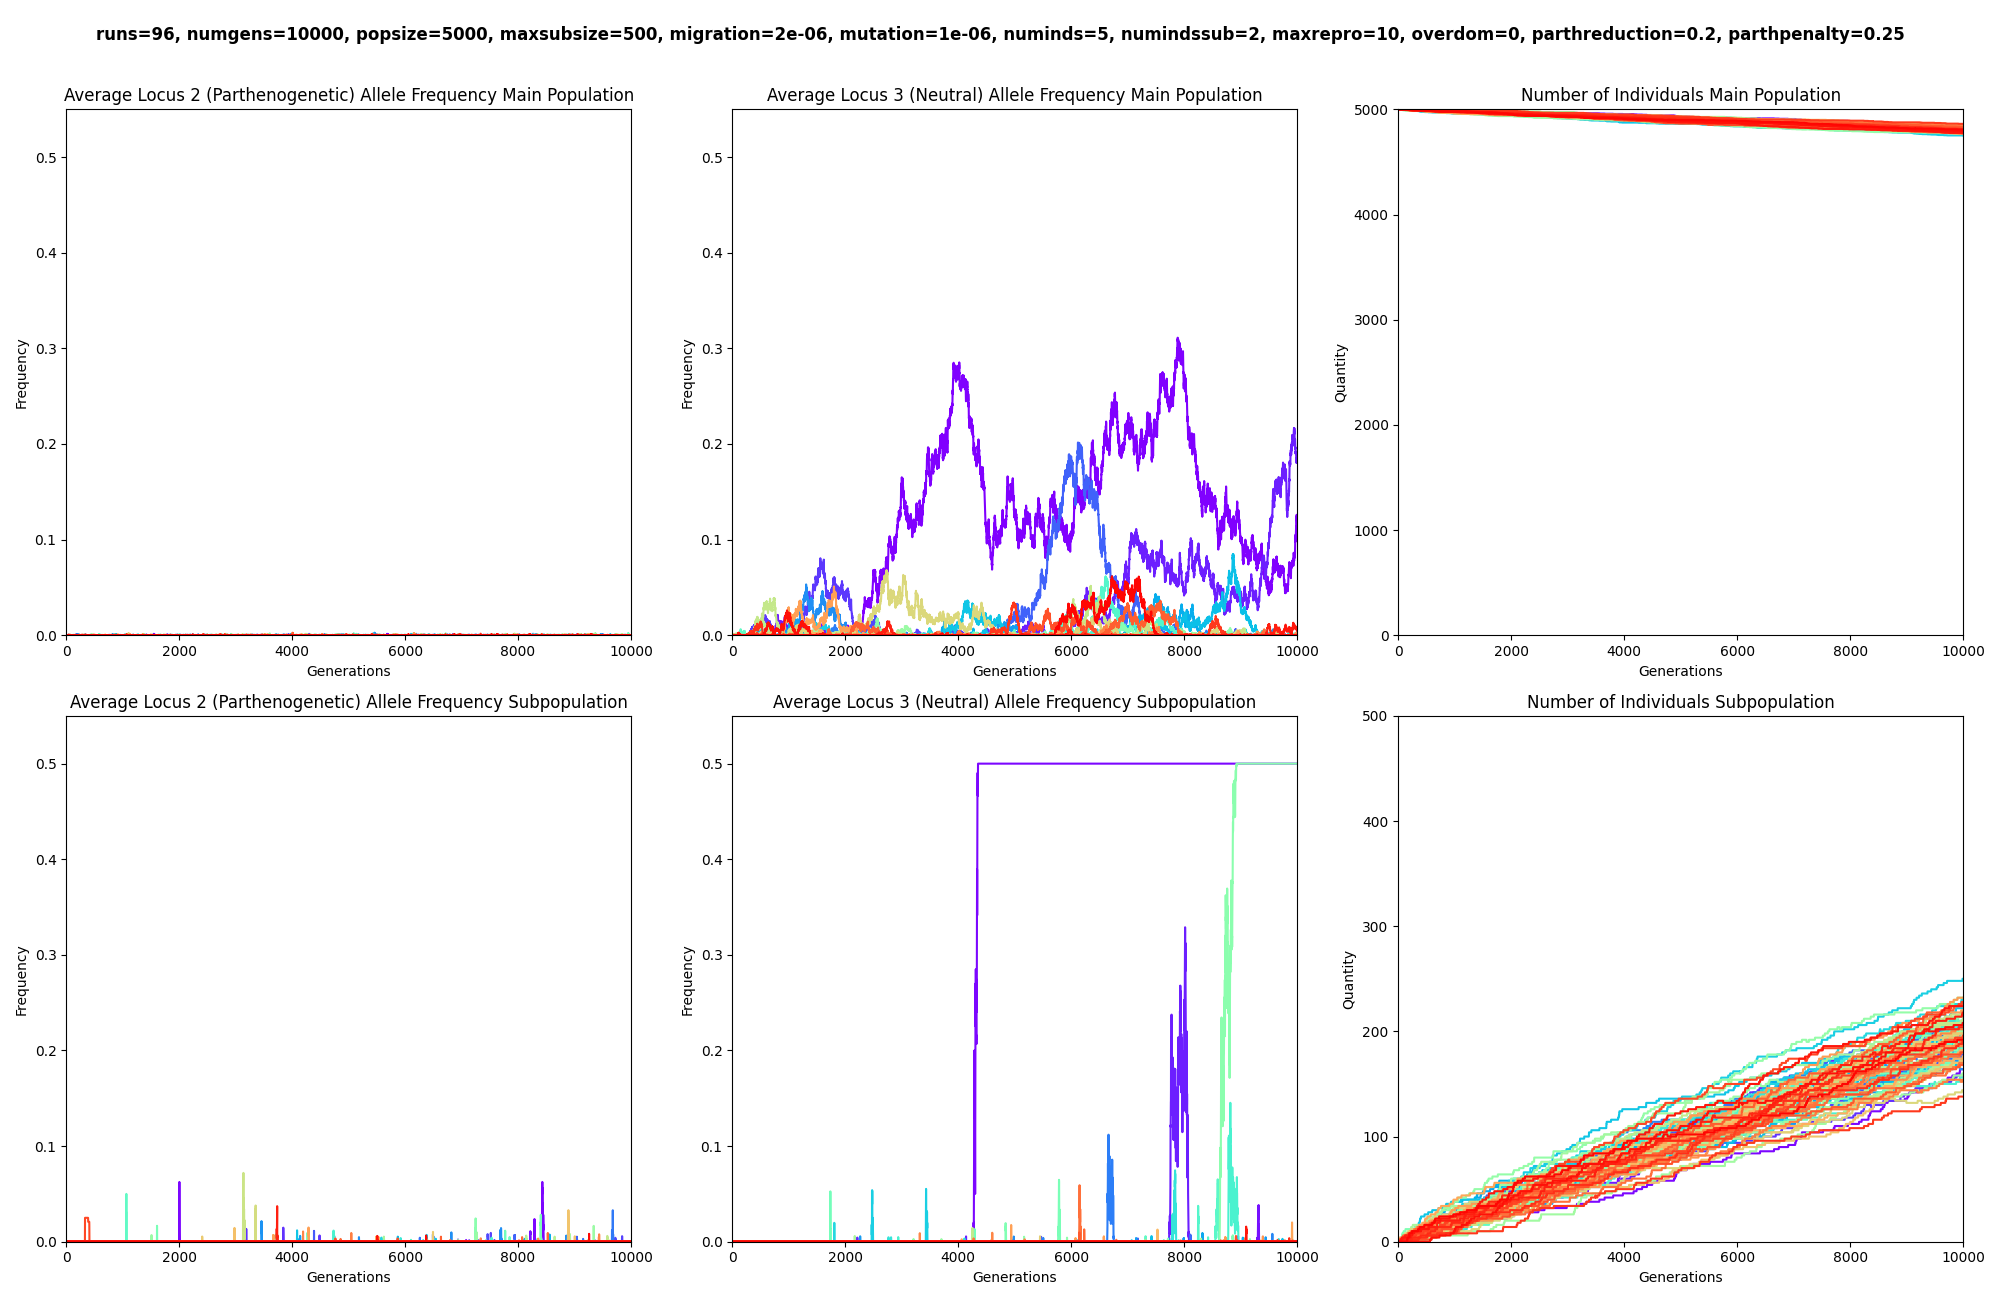 runs=96, numgens=10000, popsize=5000, maxsubsize=500, migration=2e-06, mutation=1e-06, numinds=5, numindssub=2, maxrepro=10, overdom=0, parthreduction=0.2, parthpenalty=0.25
Average Locus 2 (Parthenogenetic) Allele Frequency Main Population
Frequency
0.5
0.4
0.3
0.2
0.1
0.0
0 2000 4000 6000 8000 10000
Generations
Average Locus 3 (Neutral) Allele Frequency Main Population
Frequency
0.5
0.4
0.3
0.2
0.1
0.0
0 2000 4000 6000 8000 10000
Generations
Number of Individuals Main Population
Quantity
5000
4000
3000
2000
1000
0
0 2000 4000 6000 8000 10000
Generations
Average Locus 2 (Parthenogenetic) Allele Frequency Subpopulation
Frequency
0.5
0.4
0.3
0.2
0.1
0.0
0 2000 4000 6000 8000 10000
Generations
Average Locus 3 (Neutral) Allele Frequency Subpopulation
Frequency
0.5
0.4
0.3
0.2
0.1
0.0
0 2000 4000 6000 8000 10000
Generations
Number of Individuals Subpopulation
Quantity
500
400
300
200
100
0
0 2000 4000 6000 8000 10000
Generations